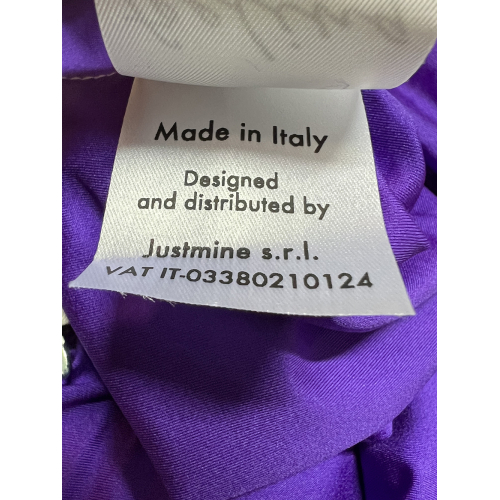 Made in Italy
Designed
and distributed by
Justmine s.r.l.
VAT IT-03380210124